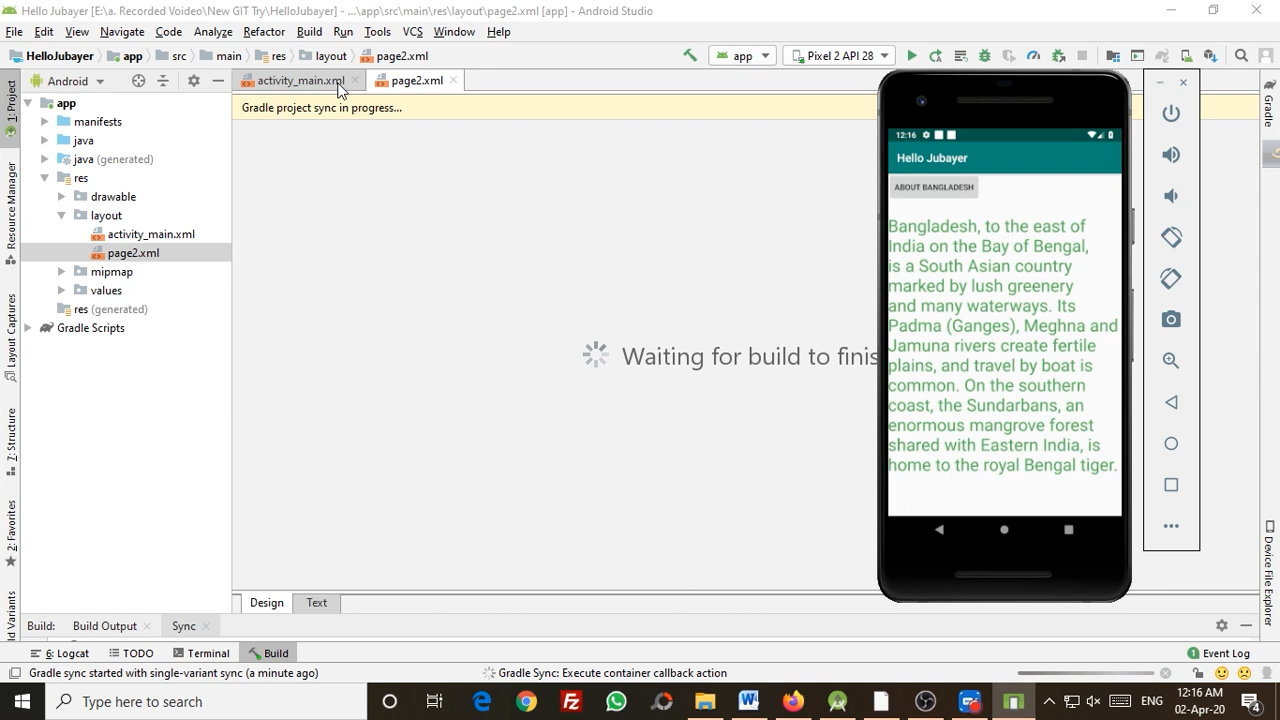 Hello Jubayer [E:\a. Recorded Voideo\New GIT Try\HelloJubayer] - ...\app\src\main\res\layout\page2.xml [app] - Android Studio
File Edit View Navigate Code Analyze Refactor Build Run Tools VCS Window Help
HelloJubayer app src main res layout page2.xml
app Pixel 2 API 28
Android
activity_main.xml page2.xml
Gradle project sync in progress...
app
manifests
java
java (generated)
res
drawable
layout
activity_main.xml
page2.xml
mipmap
values
res (generated)
Gradle Scripts
1: Project
Resource Manager
Layout Captures
7: Structure
2: Favorites
ld Variants
Waiting for build to finis
12:16
Hello Jubayer
ABOUT BANGLADESH
Bangladesh, to the east of
India on the Bay of Bengal,
is a South Asian country
marked by lush greenery
and many waterways. Its
Padma (Ganges), Meghna and
Jamuna rivers create fertile
plains, and travel by boat is
common. On the southern
coast, the Sundarbans, an
enormous mangrove forest
shared with Eastern India, is
home to the royal Bengal tiger.
Gradle
Device File Explorer
Design Text
Build: Build Output Sync
6: Logcat TODO Terminal Build
1 Event Log
Gradle sync started with single-variant sync (a minute ago)
Gradle Sync: Execute container callback action
Type here to search
ENG
12:16 AM
02-Apr-20
4